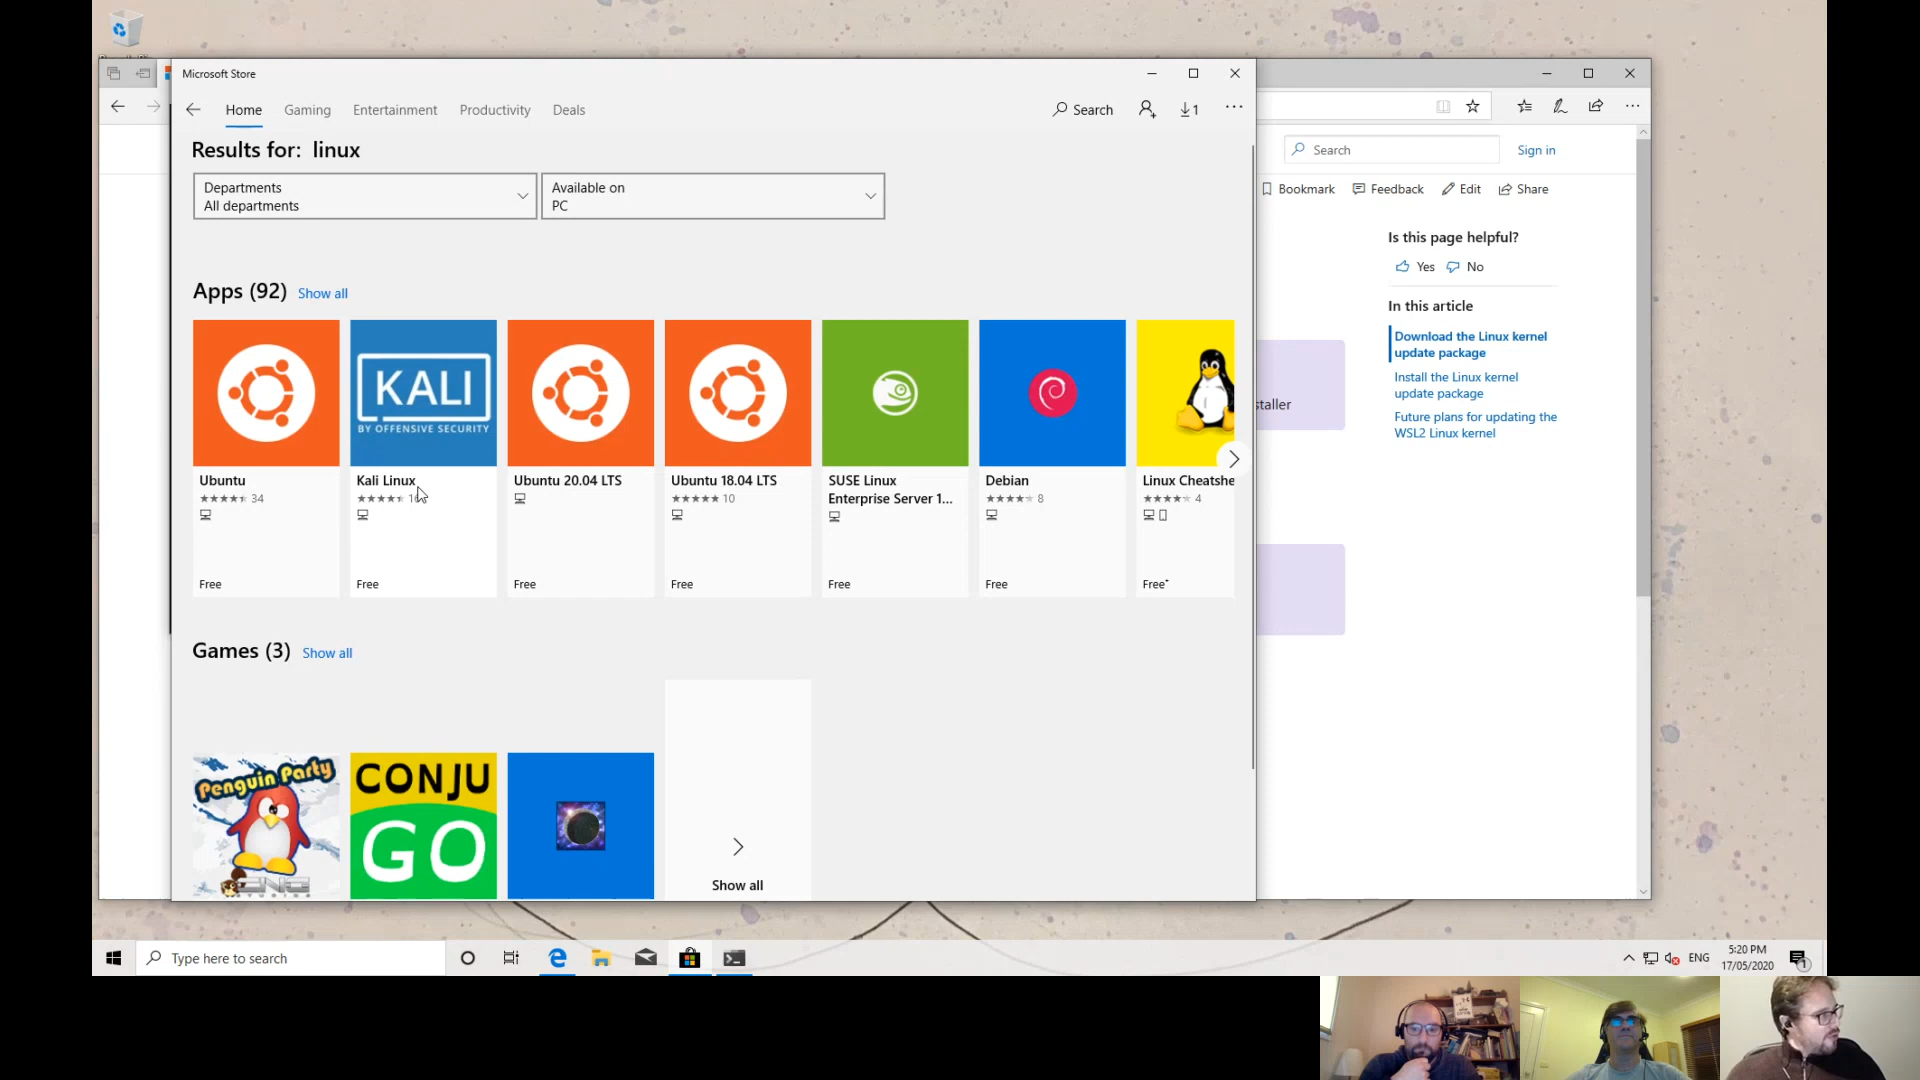 Microsoft Store
Home Gaming Entertainment Productivity Deals
Search
1
Results for: linux
Departments
All departments
Available on
PC
Apps (92) Show all
KALI
BY OFFENSIVE SECURITY
Ubuntu
34
Free
Kali Linux
Free
Ubuntu 20.04 LTS
Free
Ubuntu 18.04 LTS
10
Free
SUSE Linux
Enterprise Server 1...
Free
Debian
8
Free
Linux Cheatshe
4
Free*
Games (3) Show all
Penguin Party
CONJU
GO
Show all
Search
Sign in
Bookmark Feedback Edit Share
Is this page helpful?
Yes No
In this article
Download the Linux kernel
update package
Install the Linux kernel
update package
Future plans for updating the
WSL2 Linux kernel
staller
Type here to search
ENG
5:20 PM
17/05/2020
1